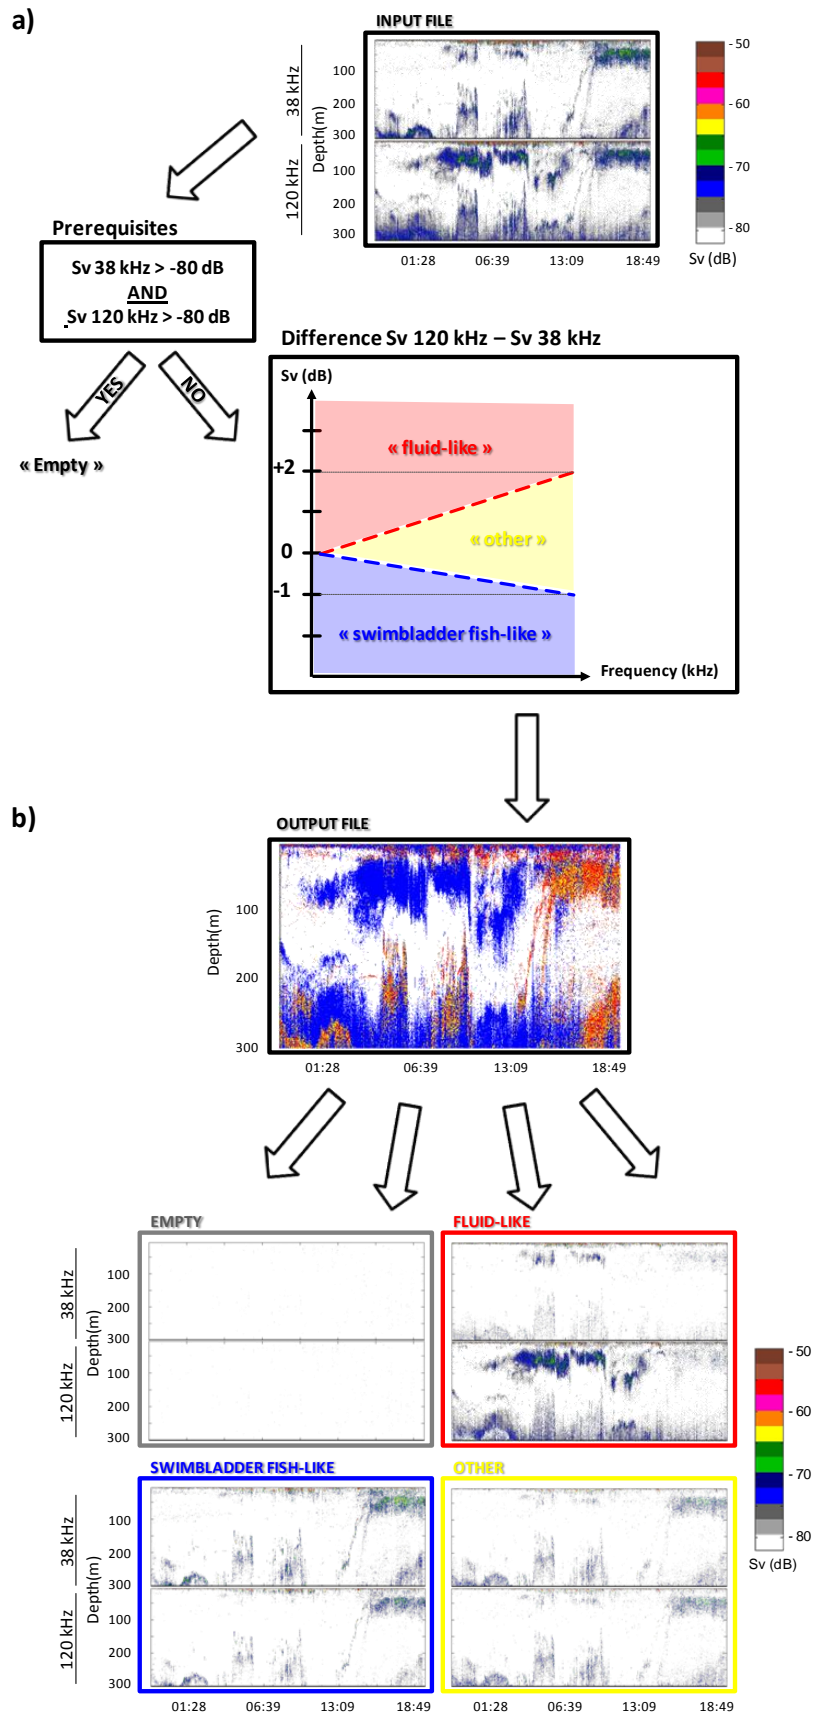 a)
INPUT FILE
38 kHz
120 kHz
Depth(m)
100
200
300
100
200
300
01:28 06:39 13:09 18:49
- 50
- 60
- 70
- 80
Sv (dB)
Prerequisites
Sv 38 kHz > -80 dB
AND
Sv 120 kHz > -80 dB
YES
NO
« Empty »
Difference Sv 120 kHz – Sv 38 kHz
Sv (dB)
« fluid-like »
+2
« other »
0
-1
« swimbladder fish-like »
Frequency (kHz)
b)
OUTPUT FILE
Depth(m)
100
200
300
01:28 06:39 13:09 18:49
EMPTY
38 kHz
120 kHz
Depth(m)
100
200
300
100
200
300
FLUID-LIKE
- 50
- 60
- 70
- 80
Sv (dB)
SWIMBLADDER FISH-LIKE
38 kHz
120 kHz
Depth(m)
100
200
300
100
200
300
01:28 06:39 13:09 18:49
OTHER
01:28 06:39 13:09 18:49